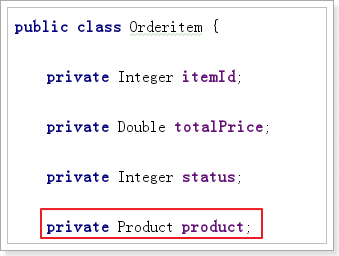 public class Orderitem {
private Integer itemId;
private Double totalPrice;
private Integer status;
private Product product;